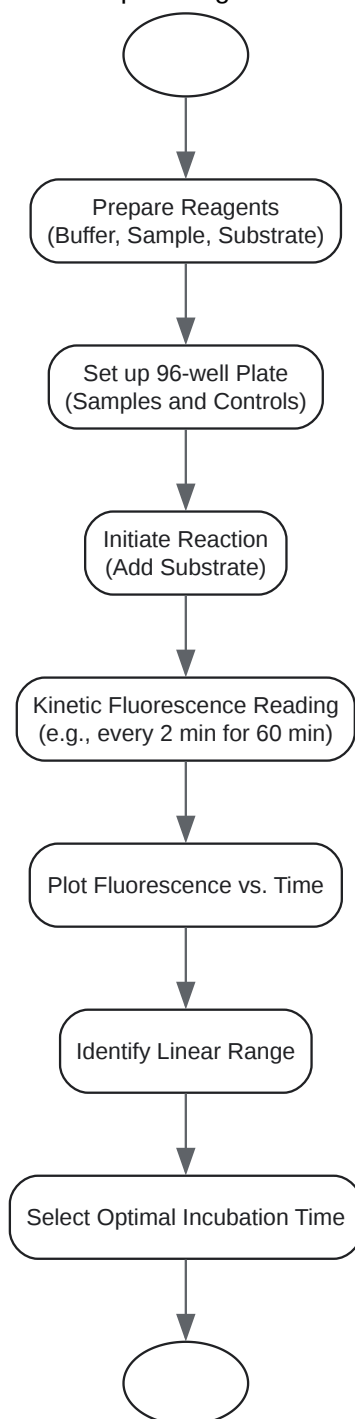 Prepare Reagents
(Buffer, Sample, Substrate)
Set up 96-well Plate
(Samples and Controls)
Initiate Reaction
(Add Substrate)
Kinetic Fluorescence Reading
(e.g., every 2 min for 60 min)
Plot Fluorescence vs. Time
Identify Linear Range
Select Optimal Incubation Time